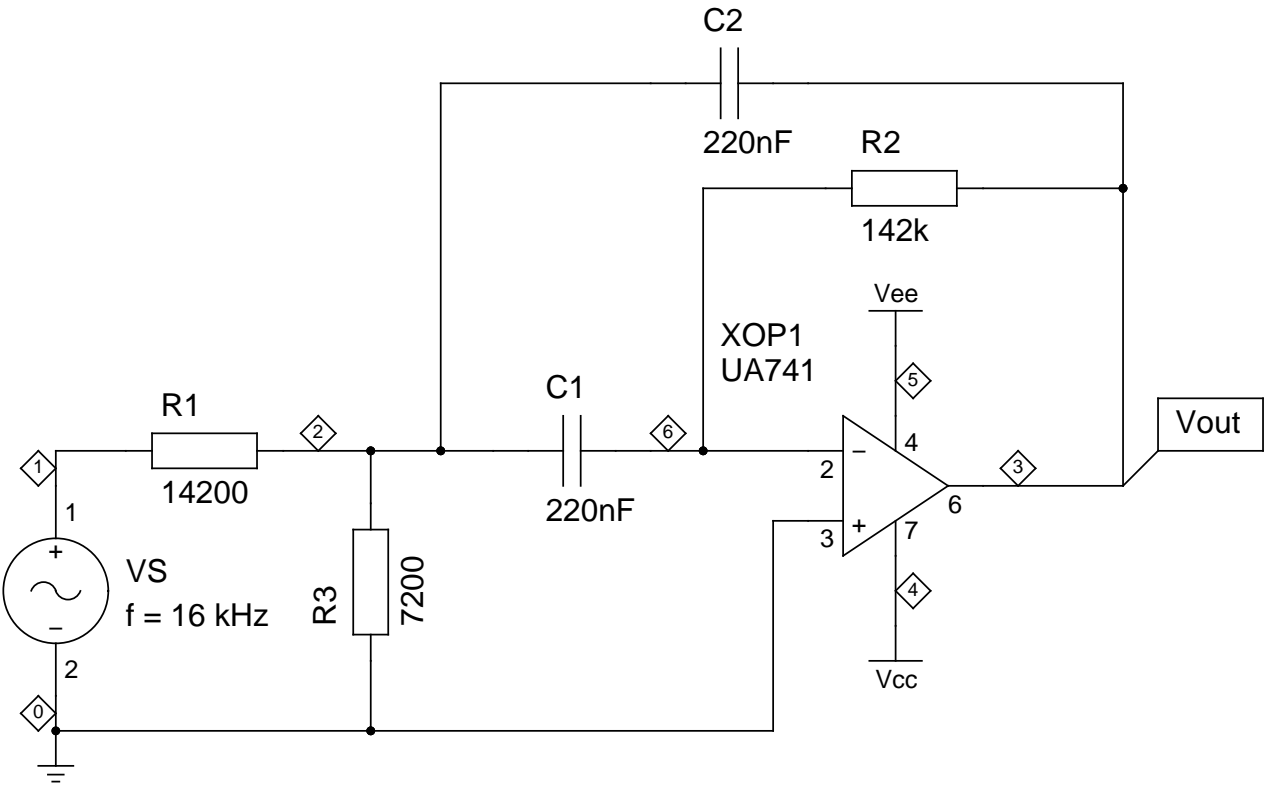 C2
220nF
R2
142k
Vee
XOP1
UA741
5
C1
R1
2
6
4
Vout
−
2
1
3
14200
6
1
220nF
+
7
3
+
VS
7200
4
R3
f = 16 kHz
−
2
Vcc
0